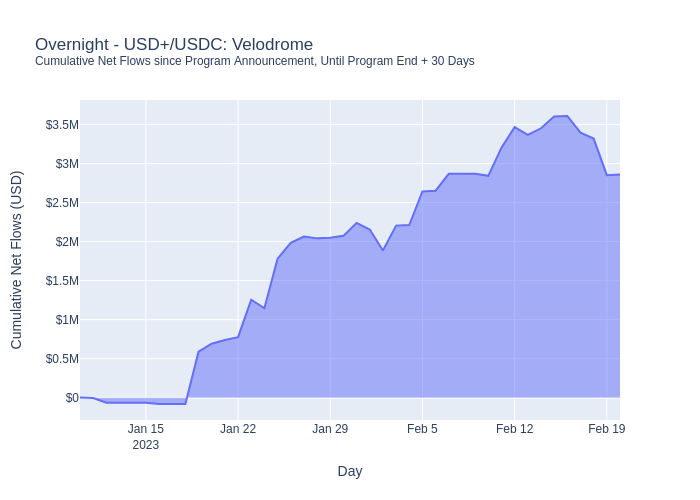 Overnight - USD+/USDC: Velodrome
Cumulative Net Flows since Program Announcement, Until Program End + 30 Days
Cumulative Net Flows (USD)
$3.5M
$3M
$2.5M
$2M
$1.5M
$1M
$0.5M
$0
Jan 15
2023
Jan 22
Jan 29
Feb 5
Feb 12
Feb 19
Day